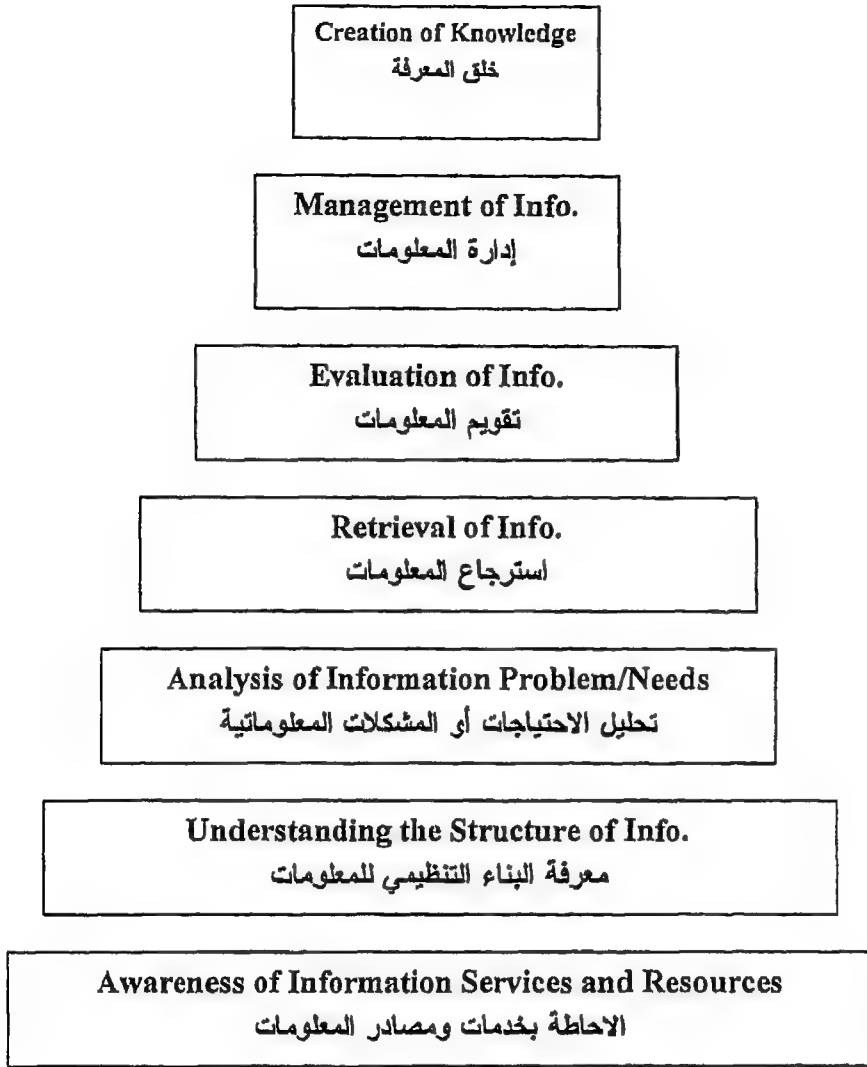 Creation of Knowledge
خلق المعرفة
Management of Info.
إدارة المعلومات
Evaluation of Info.
تقويم المعلومات
Retrieval of Info.
استرجاع المعلومات
Analysis of Information Problem/Needs
تحليل الاحتياجات أو المشكلات المعلوماتية
Understanding the Structure of Info.
معرفة البناء التنظيمي للمعلومات
Awareness of Information Services and Resources
الاحاطة بخدمات ومصادر المعلومات